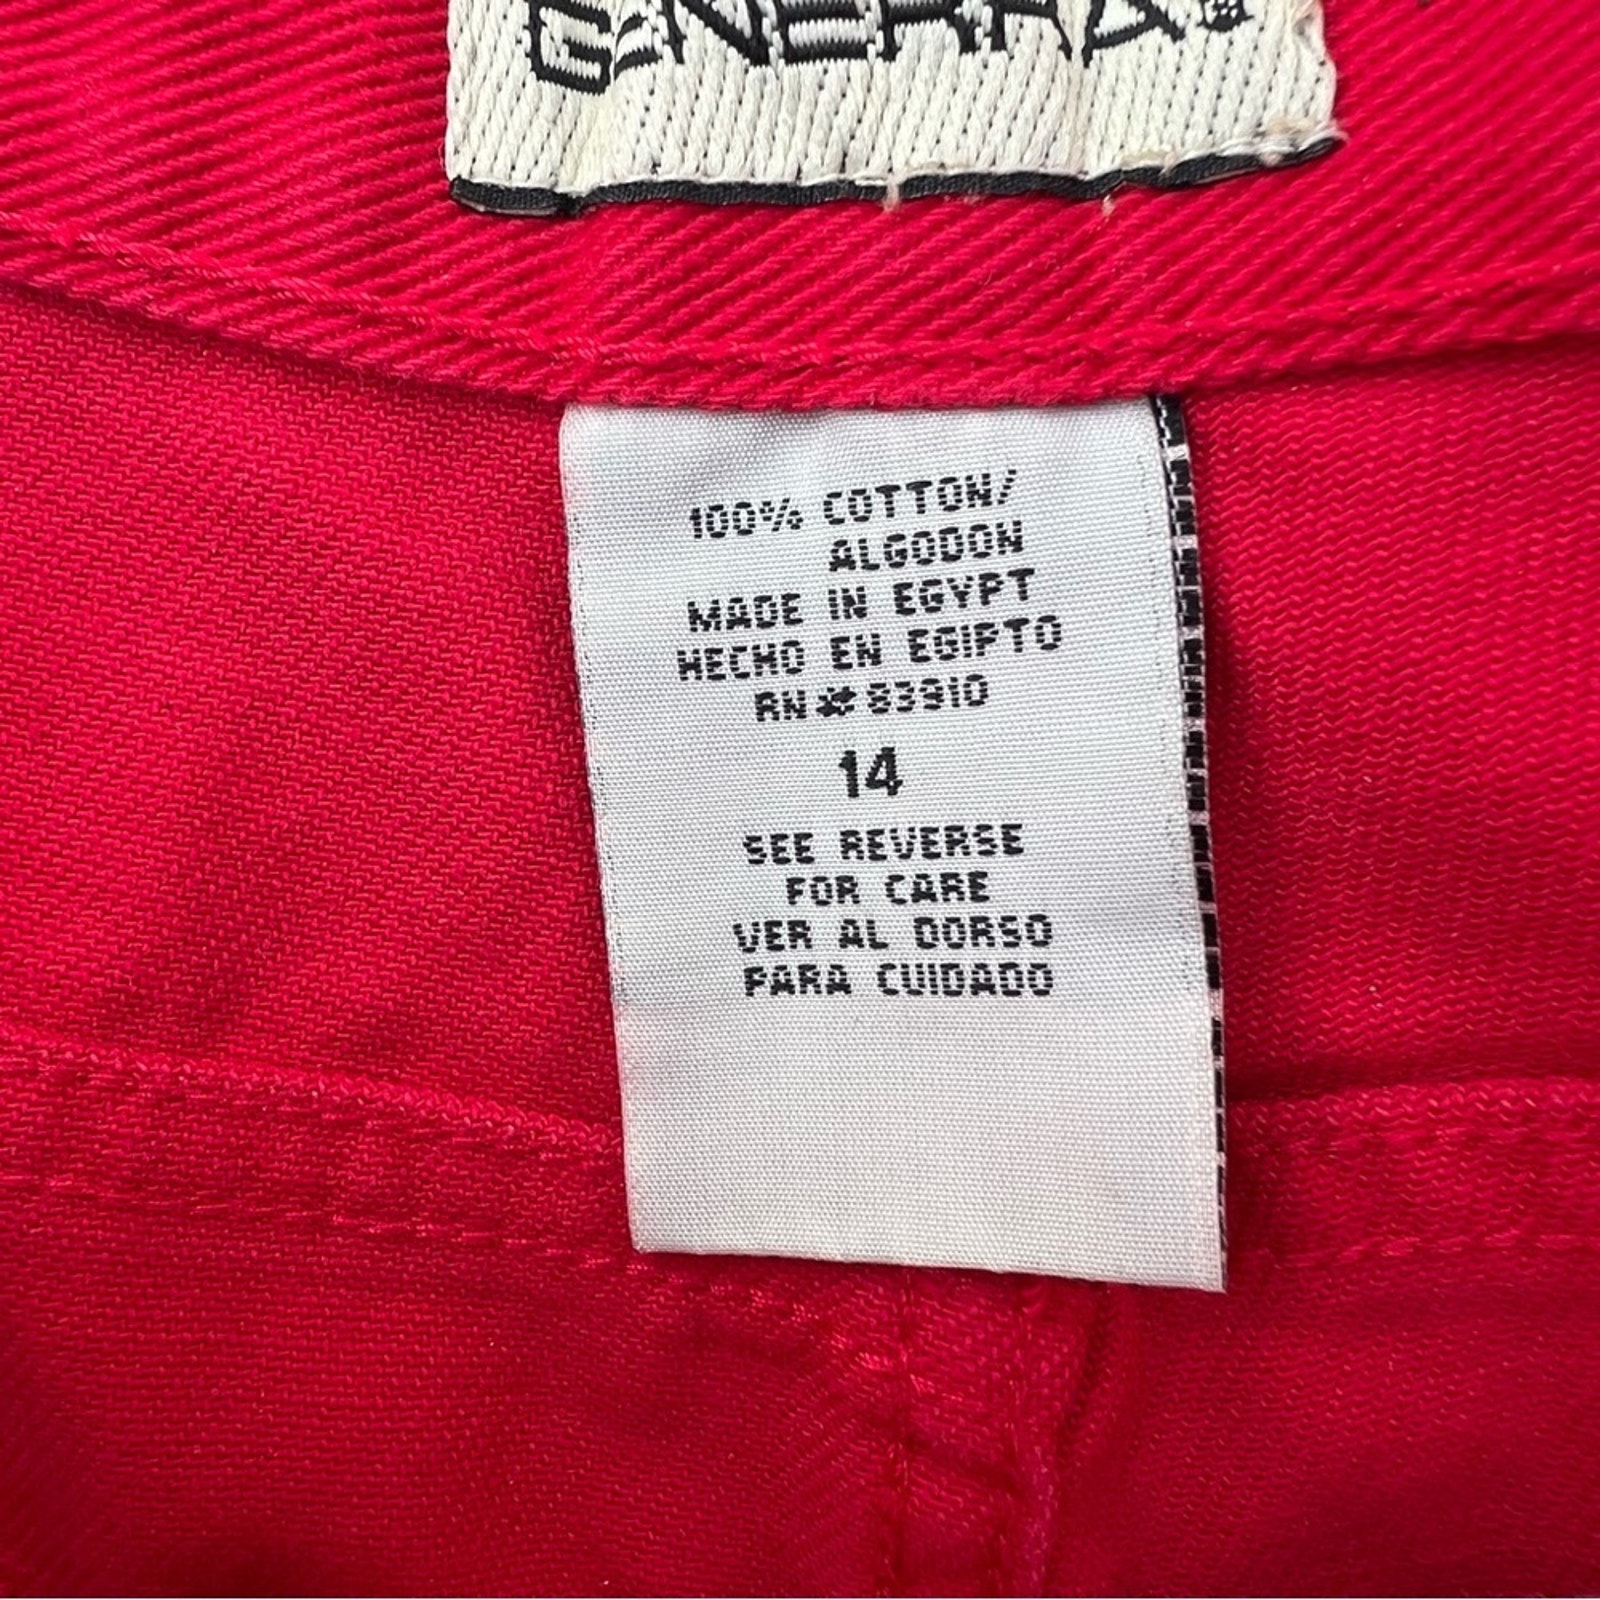 GENERRA
100% COTTON/
ALGODON
MADE IN EGYPT
HECHO EN EGIPTO
RN#83910
14
SEE REVERSE
FOR CARE
VER AL DORSO
PARA CUIDADO